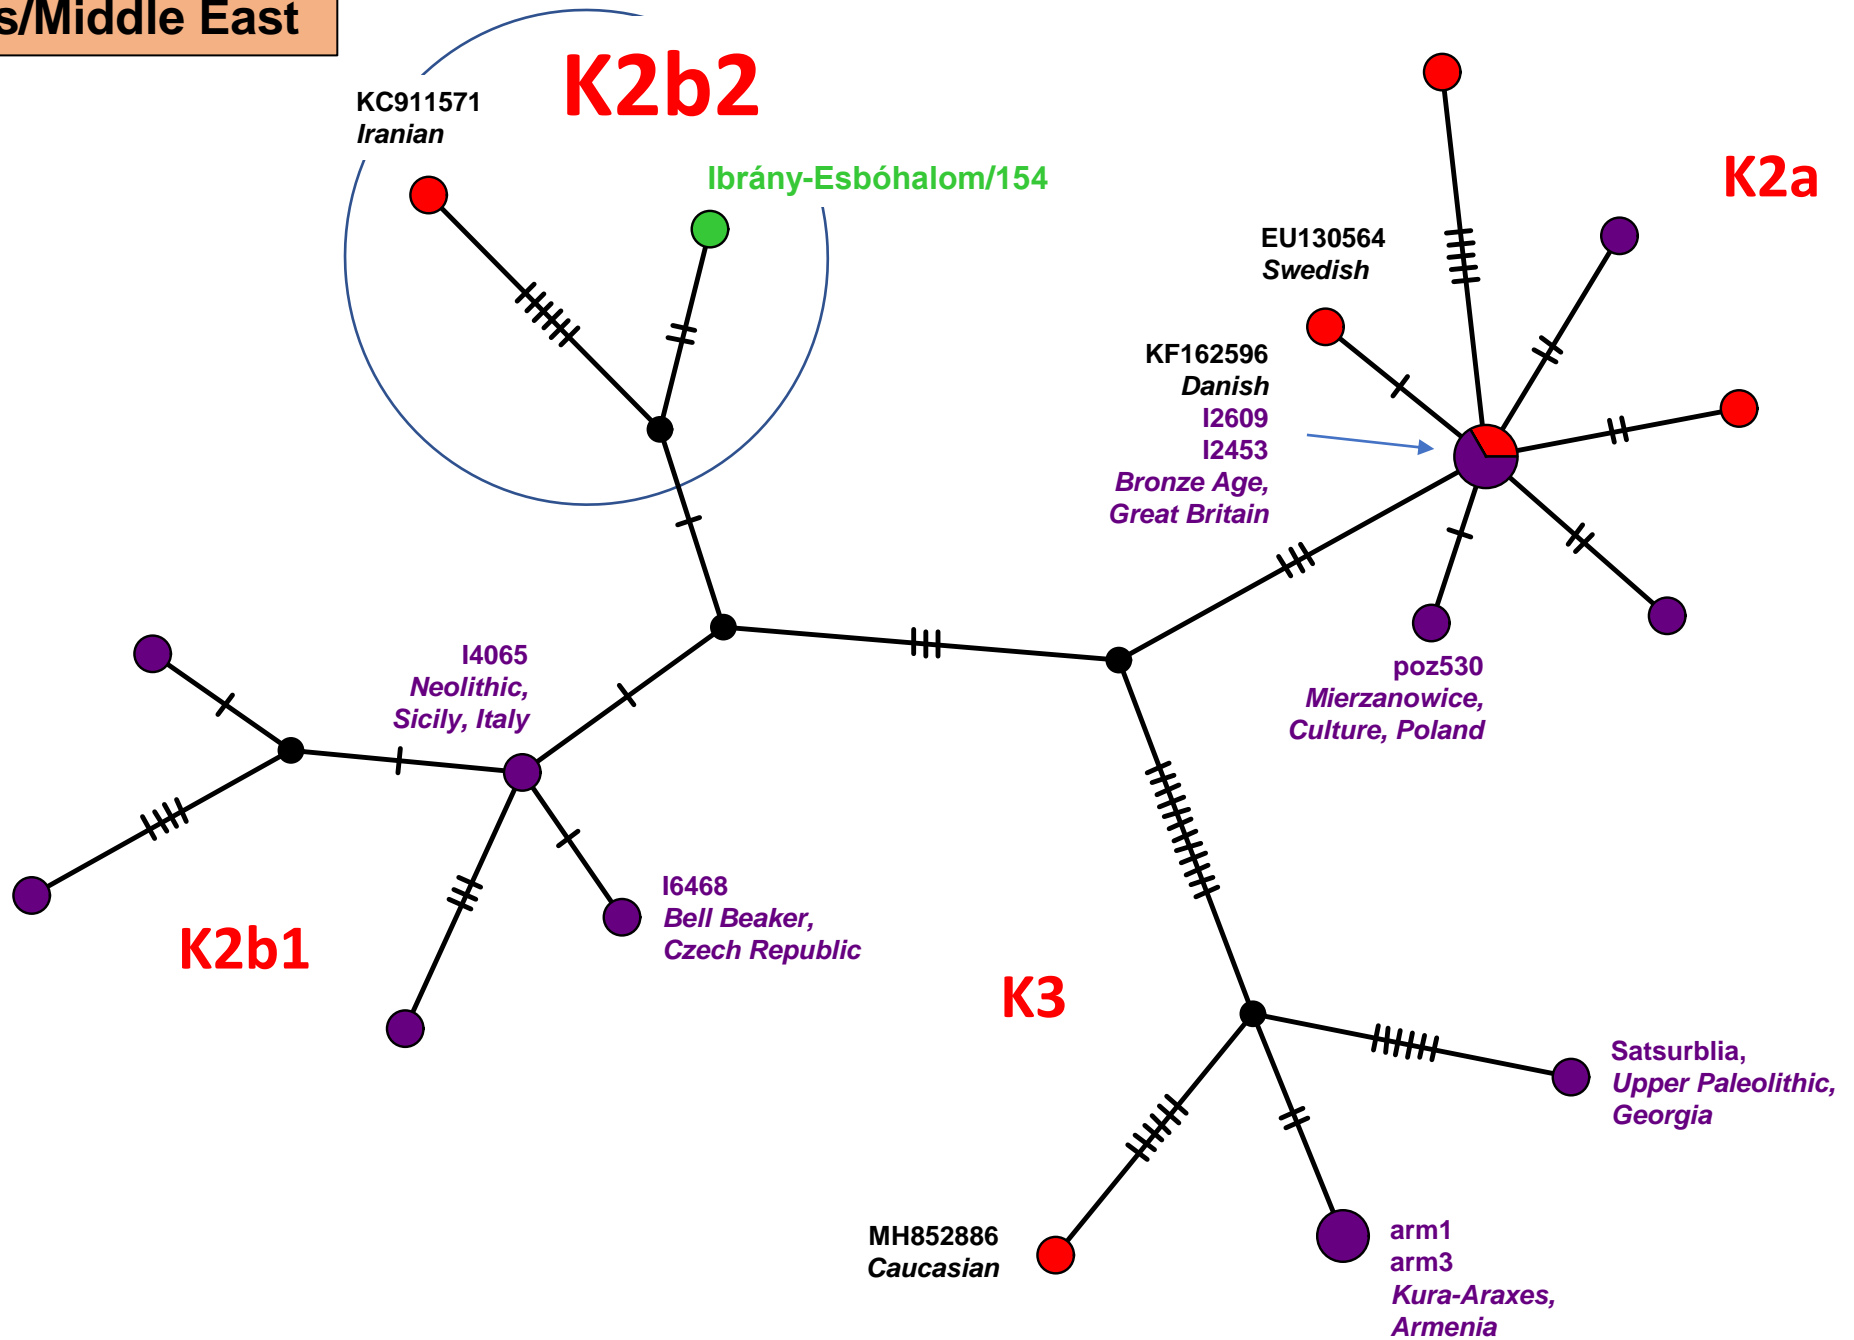 s/Middle East
K2b2
KC911571
Iranian
Ibrány-Esbóhalom/154
K2a
EU130564
Swedish
KF162596
Danish
I2609
I2453
Bronze Age,
Great Britain
I4065
Neolithic,
Sicily, Italy
poz530
Mierzanowice,
Culture, Poland
I6468
Bell Beaker,
Czech Republic
K2b1
K3
Satsurblia,
Upper Paleolithic,
Georgia
MH852886
Caucasian
arm1
arm3
Kura-Araxes,
Armenia